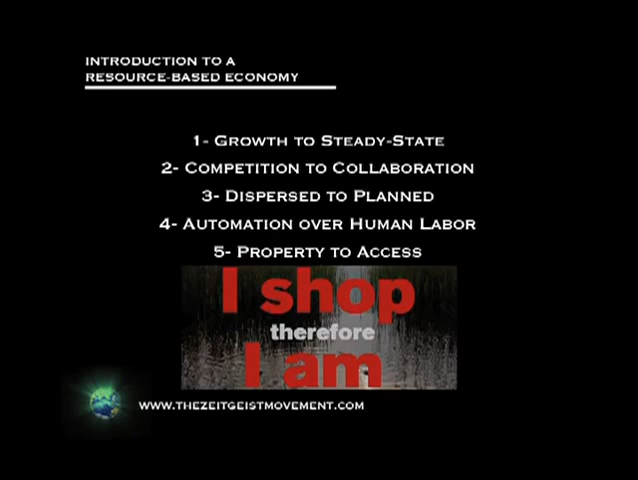 INTRODUCTION TO A
RESOURCE-BASED ECONOMY
1- GROWTH TO STEADY-STATE
2- COMPETITION TO COLLABORATION
3- DISPERSED TO PLANNED
4- AUTOMATION OVER HUMAN LABOR
5- PROPERTY TO ACCESS
I shop
therefore
I am
WWW.THEZEITGEISTMOVEMENT.COM